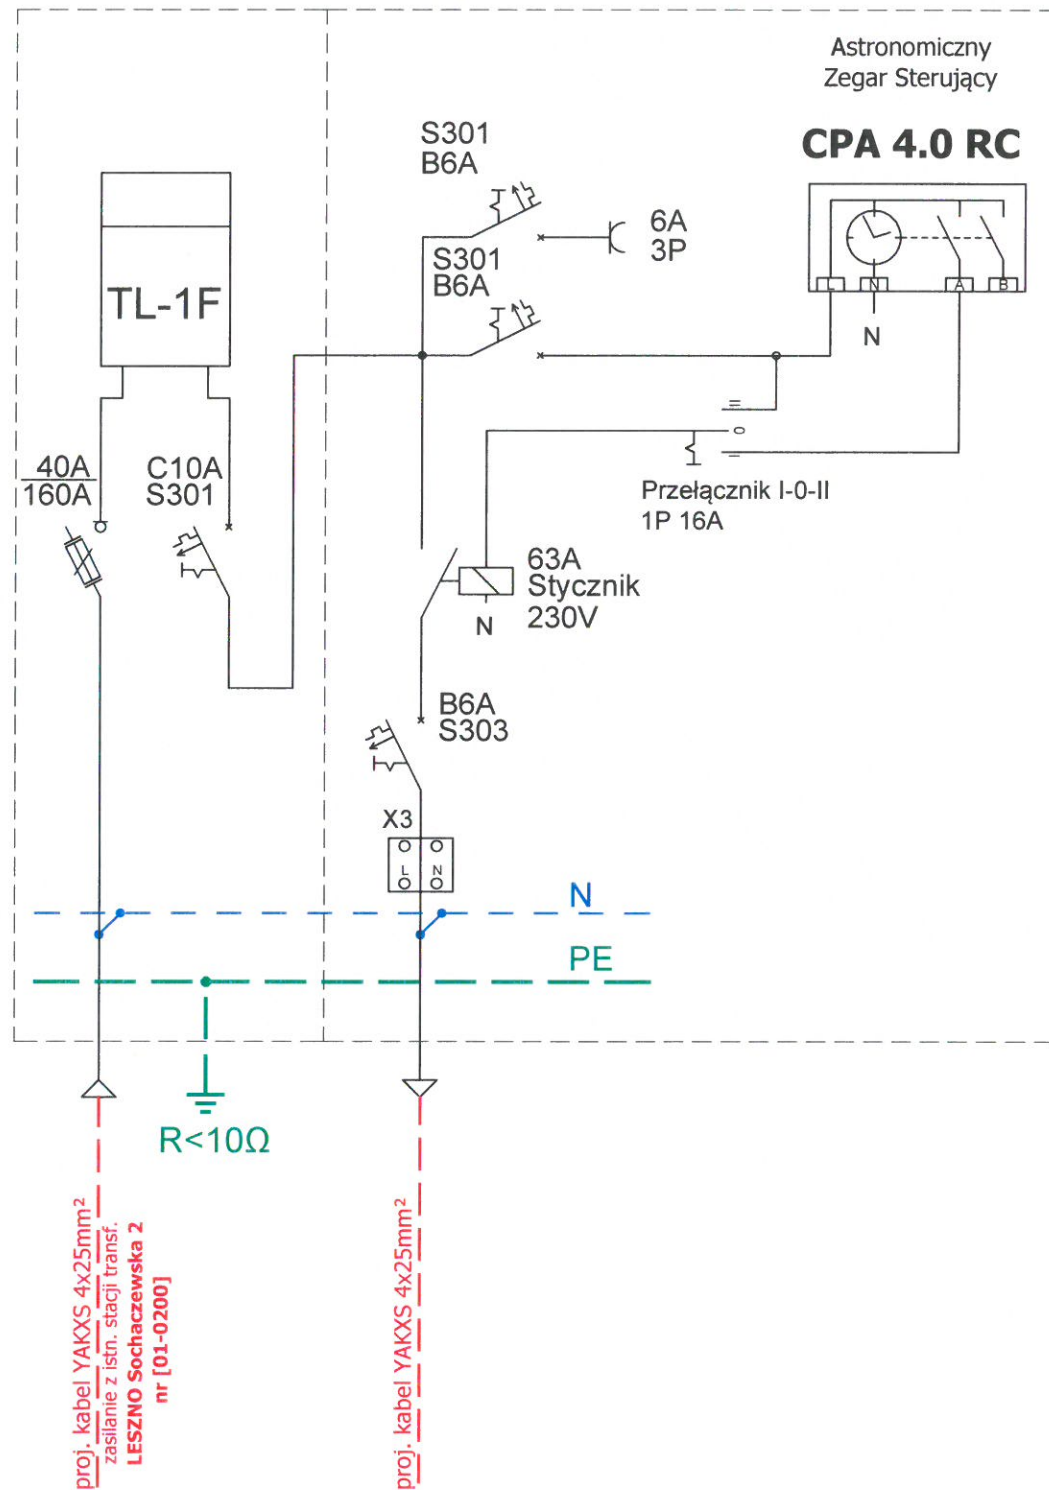 Astronomiczny
Zegar Sterujący
CPA 4.0 RC
L N A B
N
S301
B6A
6A
3P
S301
B6A
TL-1F
II
0
I
Przełącznik I-0-II
1P 16A
40A
160A
C10A
S301
63A
Stycznik
230V
N
B6A
S303
X3
L N
N
PE
R<10Ω
proj. kabel YAKXS 4x25mm²
zasilanie z istn. stacji transf.
LESZNO Sochaczewska 2
nr [01-0200]
proj. kabel YAKXS 4x25mm²